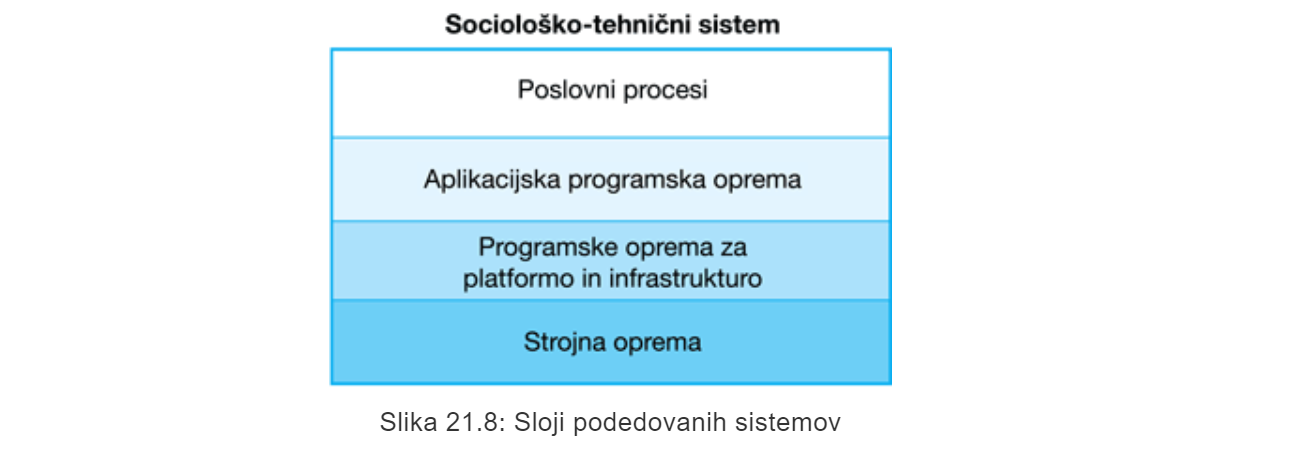 Sociološko-tehnični sistem
Poslovni procesi
Aplikacijska programska oprema
Programske oprema za
platformo in infrastrukturo
Strojna oprema
Slika 21.8: Sloji podedovanih sistemov